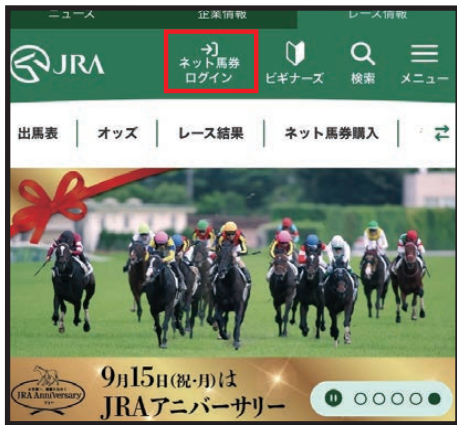 ニュース 企業情報 レース情報
JRA
ネット馬券
ログイン
ビギナーズ
検索
メニュー
出馬表 オッズ レース結果 ネット馬券購入
JRA Anniversary
9月15日(祝・月)は
JRAアニバーサリー